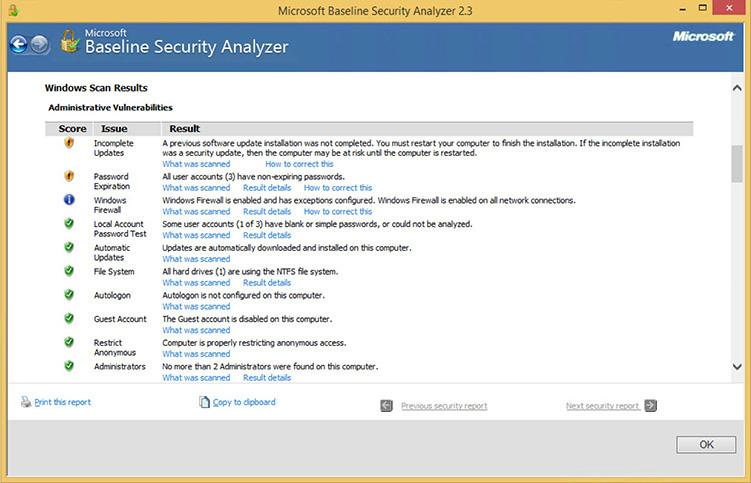 Microsoft Baseline Security Analyzer 2.3
Microsoft
Baseline Security Analyzer
Microsoft
Windows Scan Results
Administrative Vulnerabilities
Score Issue Result
Incomplete Updates
A previous software update installation was not completed. You must restart your computer to finish the installation. If the incomplete installation
was a security update, then the computer may be at risk until the computer is restarted.
What was scanned How to correct this
Password Expiration
All user accounts (3) have non-expiring passwords.
What was scanned Result details How to correct this
Windows Firewall
Windows Firewall is enabled and has exceptions configured. Windows Firewall is enabled on all network connections.
What was scanned Result details How to correct this
Local Account Password Test
Some user accounts (1 of 3) have blank or simple passwords, or could not be analyzed.
What was scanned Result details
Automatic Updates
Updates are automatically downloaded and installed on this computer.
What was scanned
File System
All hard drives (1) are using the NTFS file system.
What was scanned Result details
Autologon
Autologon is not configured on this computer.
What was scanned
Guest Account
The Guest account is disabled on this computer.
What was scanned
Restrict Anonymous
Computer is properly restricting anonymous access.
What was scanned
Administrators
No more than 2 Administrators were found on this computer.
What was scanned Result details
Print this report Copy to clipboard Previous security report Next security report
OK